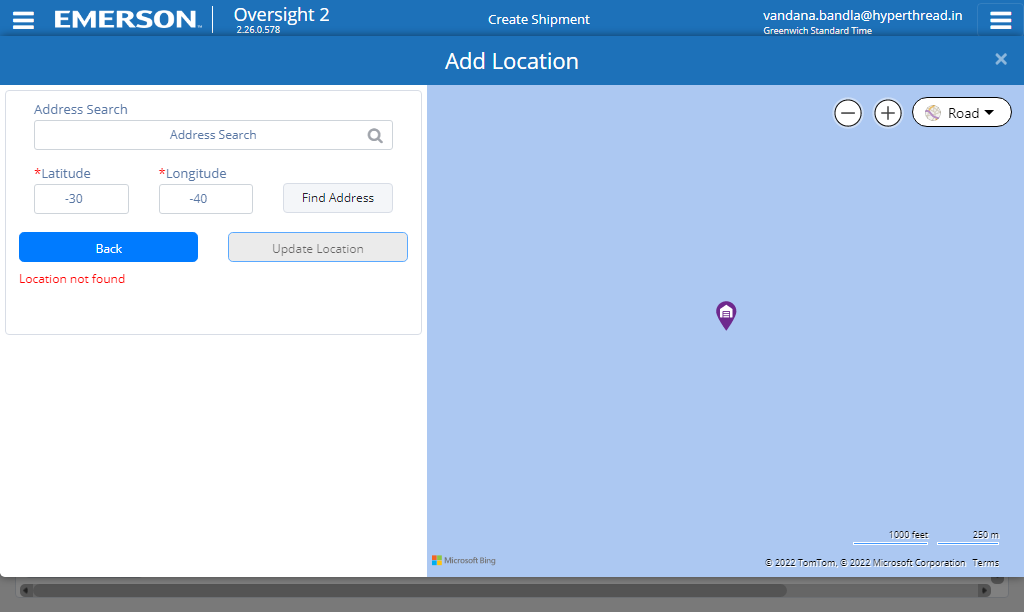 EMERSON™
Oversight 2
2.26.0.578
Create Shipment
vandana.bandla@hyperthread.in
Greenwich Standard Time
Add Location
×
Address Search
Address Search
*Latitude *Longitude
-30 -40 Find Address
Back Update Location
Location not found
Road
1000 feet 250 m
Microsoft Bing
© 2022 TomTom, © 2022 Microsoft Corporation Terms